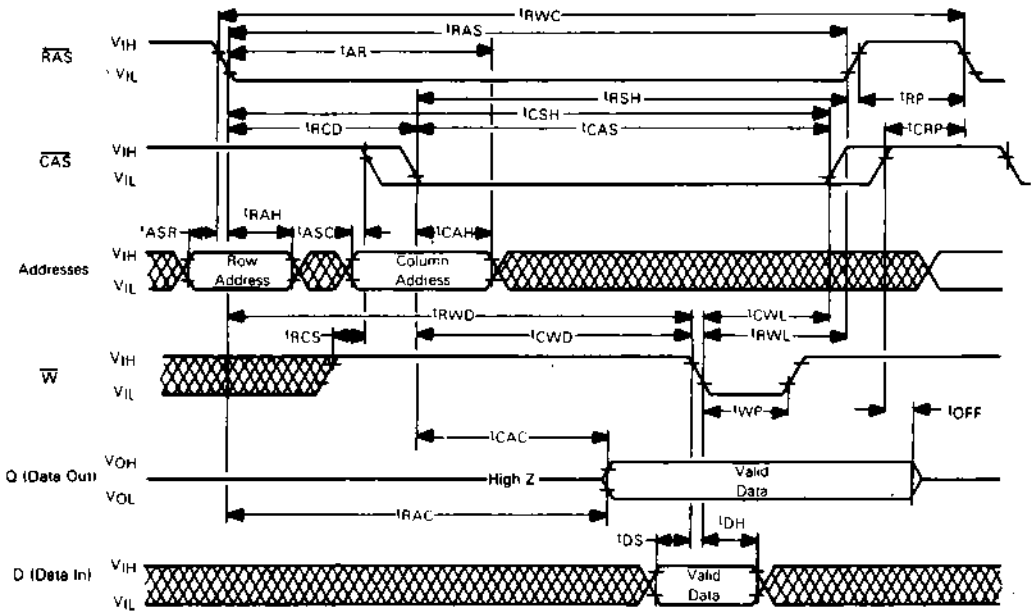 tRWC
tRAS
tAR
RAS
VIH
VIL
tRSH
tRP
tCSH
tRCD
tCAS
tCRP
CAS
VIH
VIL
tASR
tRAH
tASC
tCAH
Addresses
VIH
VIL
Row
Address
Column
Address
tRWD
tCWL
tRCS
tCWD
tRWL
W
VIH
VIL
tWP
tOFF
tCAC
Q (Data Out)
VOH
VOL
High Z
Valid
Data
tRAC
tDS
tDH
D (Data In)
VIH
VIL
Valid
Data